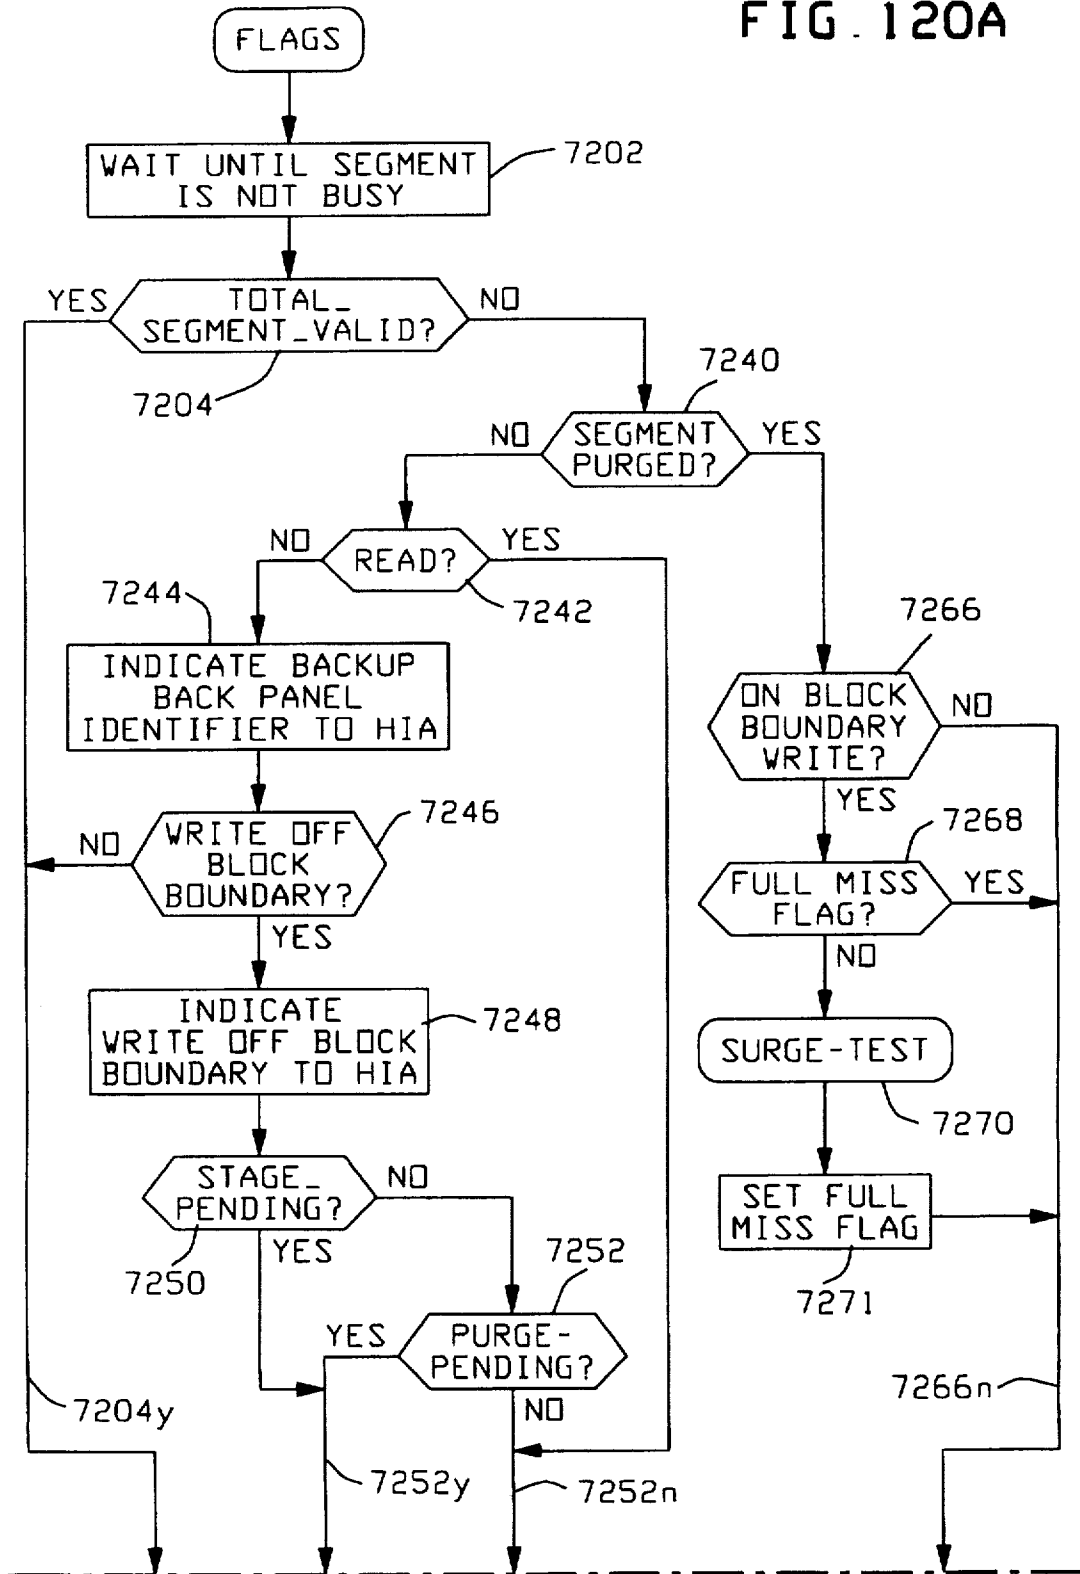 FIG. 120A
FLAGS
WAIT UNTIL SEGMENT
IS NOT BUSY
7202
YES
TOTAL_
SEGMENT_VALID?
NO
7204
7240
NO
SEGMENT
PURGED?
YES
NO
READ?
YES
7242
7244
INDICATE BACKUP
BACK PANEL
IDENTIFIER TO HIA
7266
ON BLOCK
BOUNDARY
WRITE?
NO
YES
7246
NO
WRITE OFF
BLOCK
BOUNDARY?
YES
7268
FULL MISS
FLAG?
YES
NO
INDICATE
WRITE OFF BLOCK
BOUNDARY TO HIA
7248
SURGE-TEST
7270
STAGE_
PENDING?
NO
YES
7250
SET FULL
MISS FLAG
7271
7252
YES
PURGE-
PENDING?
NO
7204y
7252y
7252n
7266n